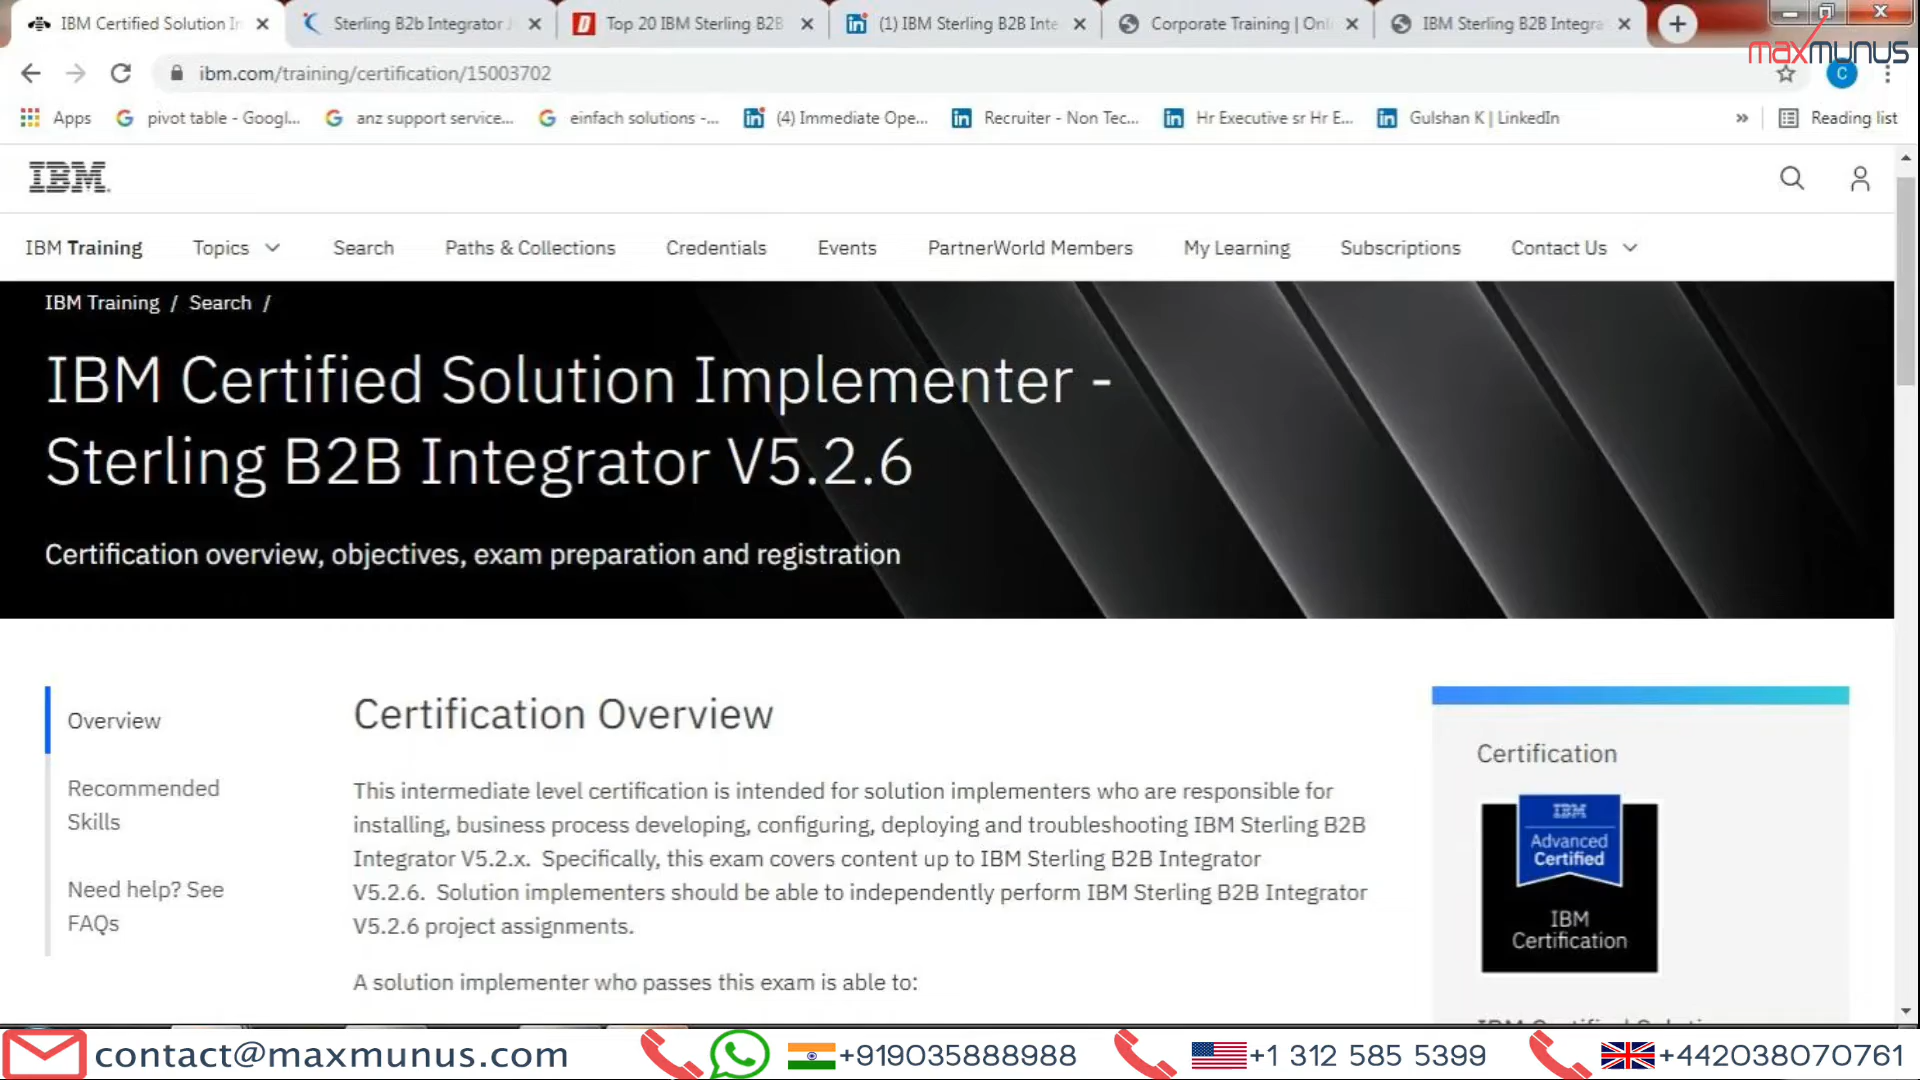 IBM Certified Solution In
Sterling B2b Integrator
Top 20 IBM Sterling B2B
(1) IBM Sterling B2B Inte
Corporate Training | Onl
IBM Sterling B2B Integra
maxmunus
ibm.com/training/certification/15003702
C
Apps
pivot table - Googl...
anz support service...
einfach solutions -...
(4) Immediate Ope...
Recruiter - Non Tec...
Hr Executive sr Hr E...
Gulshan K | LinkedIn
»
Reading list
IBM
IBM Training
Topics
Search
Paths & Collections
Credentials
Events
PartnerWorld Members
My Learning
Subscriptions
Contact Us
IBM Training / Search /
IBM Certified Solution Implementer -
Sterling B2B Integrator V5.2.6
Certification overview, objectives, exam preparation and registration
Overview
Recommended
Skills
Need help? See
FAQs
Certification Overview
This intermediate level certification is intended for solution implementers who are responsible for
installing, business process developing, configuring, deploying and troubleshooting IBM Sterling B2B
Integrator V5.2.x. Specifically, this exam covers content up to IBM Sterling B2B Integrator
V5.2.6. Solution implementers should be able to independently perform IBM Sterling B2B Integrator
V5.2.6 project assignments.
A solution implementer who passes this exam is able to:
Certification
IBM
Advanced
Certified
IBM
Certification
contact@maxmunus.com
+919035888988
+1 312 585 5399
+442038070761